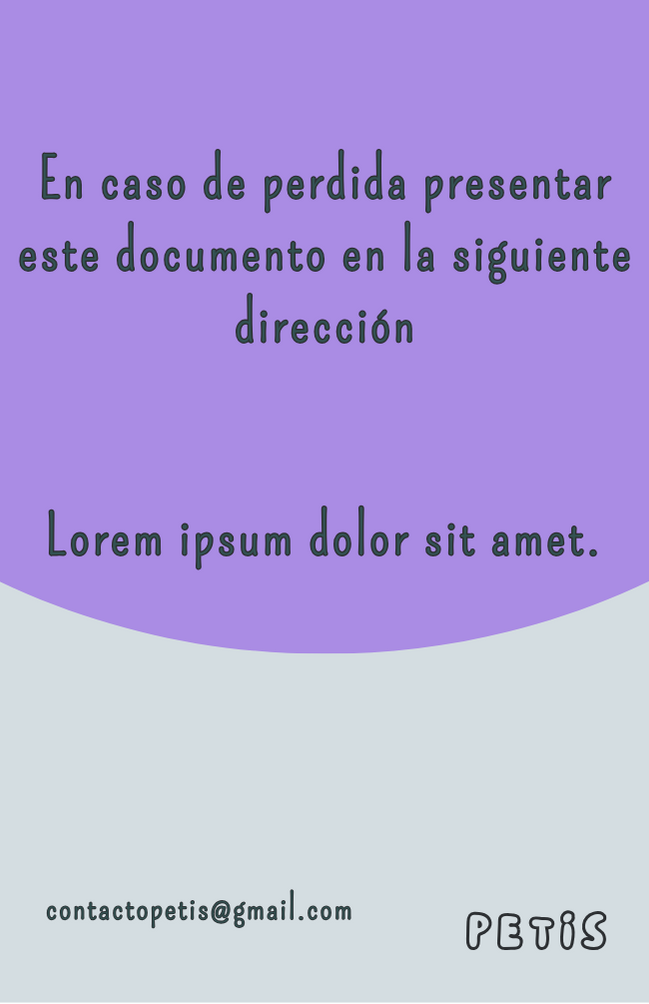 En caso de perdida presentar
este documento en la siguiente
dirección
Lorem ipsum dolor sit amet.
contactopetis@gmail.com
PETiS